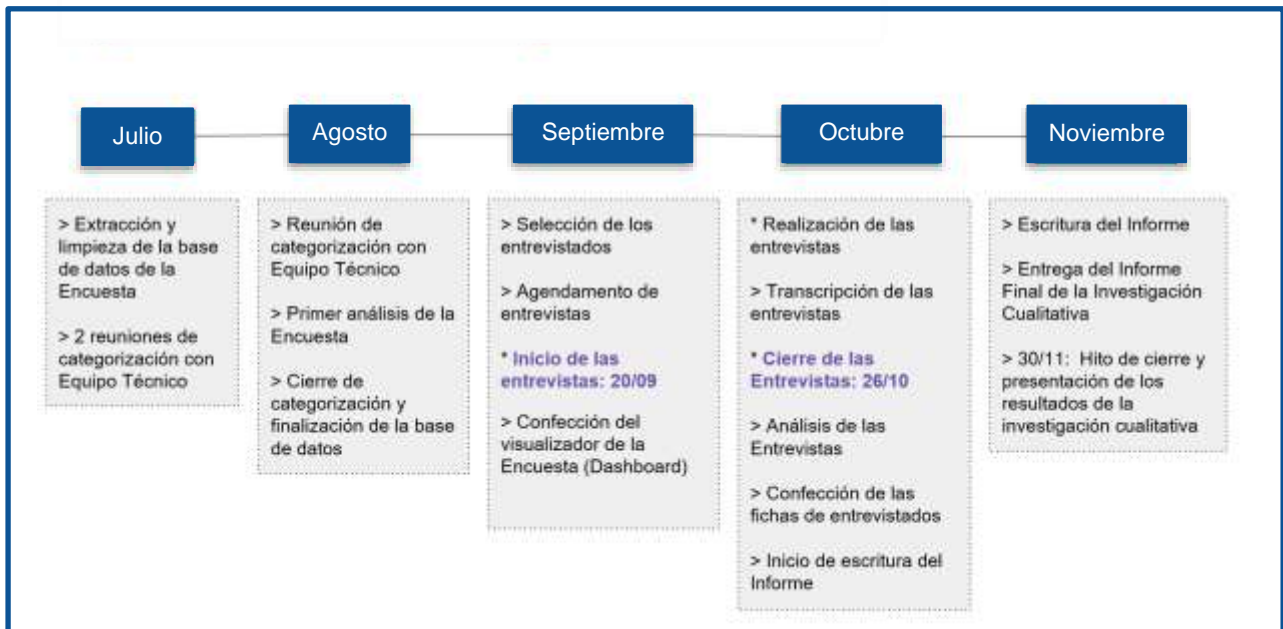 Julio
Agosto
Septiembre
Octubre
Noviembre
> Extracción y
limpieza de la base
de datos de la
Encuesta
> 2 reuniones de
categorización con
Equipo Técnico
> Reunión de
categorización con
Equipo Técnico
> Primer análisis de la
Encuesta
> Cierre de
categorización y
finalización de la base
de datos
> Selección de los
entrevistados
> Agendamento de
entrevistas
* Inicio de las
entrevistas: 20/09
> Confección del
visualizador de la
Encuesta (Dashboard)
* Realización de las
entrevistas
> Transcripción de las
entrevistas
* Cierre de las
Entrevistas: 26/10
> Análisis de las
Entrevistas
> Confección de las
fichas de entrevistados
> Inicio de escritura del
Informe
> Escritura del Informe
> Entrega del Informe
Final de la Investigación
Cualitativa
> 30/11: Hito de cierre y
presentación de los
resultados de la
investigación cualitativa